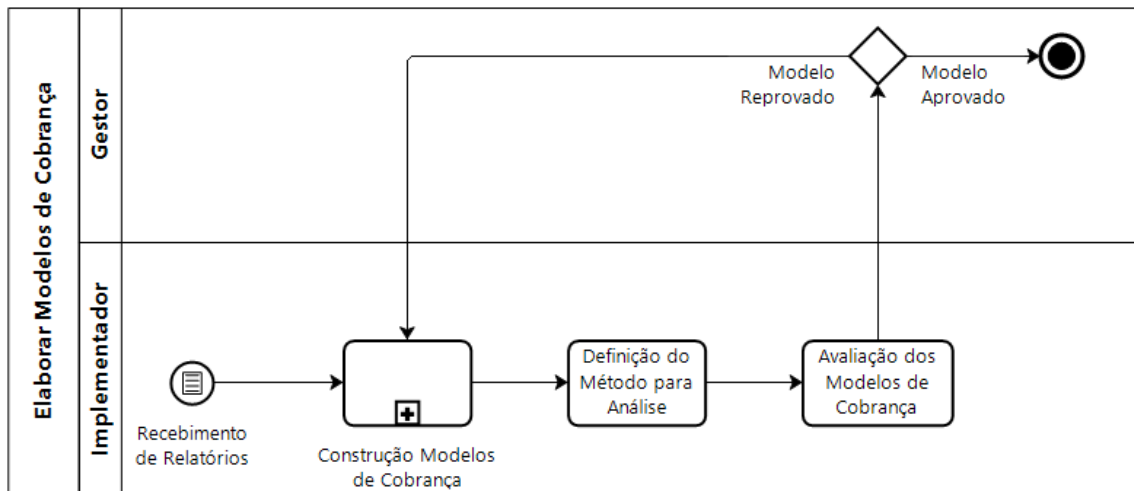 Elaborar Modelos de Cobrança
Gestor
Modelo
Reprovado
Modelo
Aprovado
Implementador
Recebimento
de Relatórios
Construção Modelos
de Cobrança
Definição do
Método para
Análise
Avaliação dos
Modelos de
Cobrança